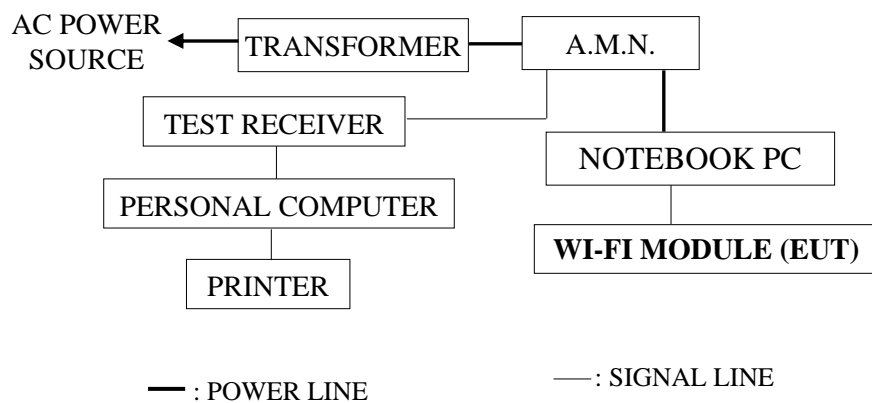 AC POWER
SOURCE
TRANSFORMER
A.M.N.
TEST RECEIVER
NOTEBOOK PC
PERSONAL COMPUTER
WI-FI MODULE (EUT)
PRINTER
: POWER LINE
: SIGNAL LINE